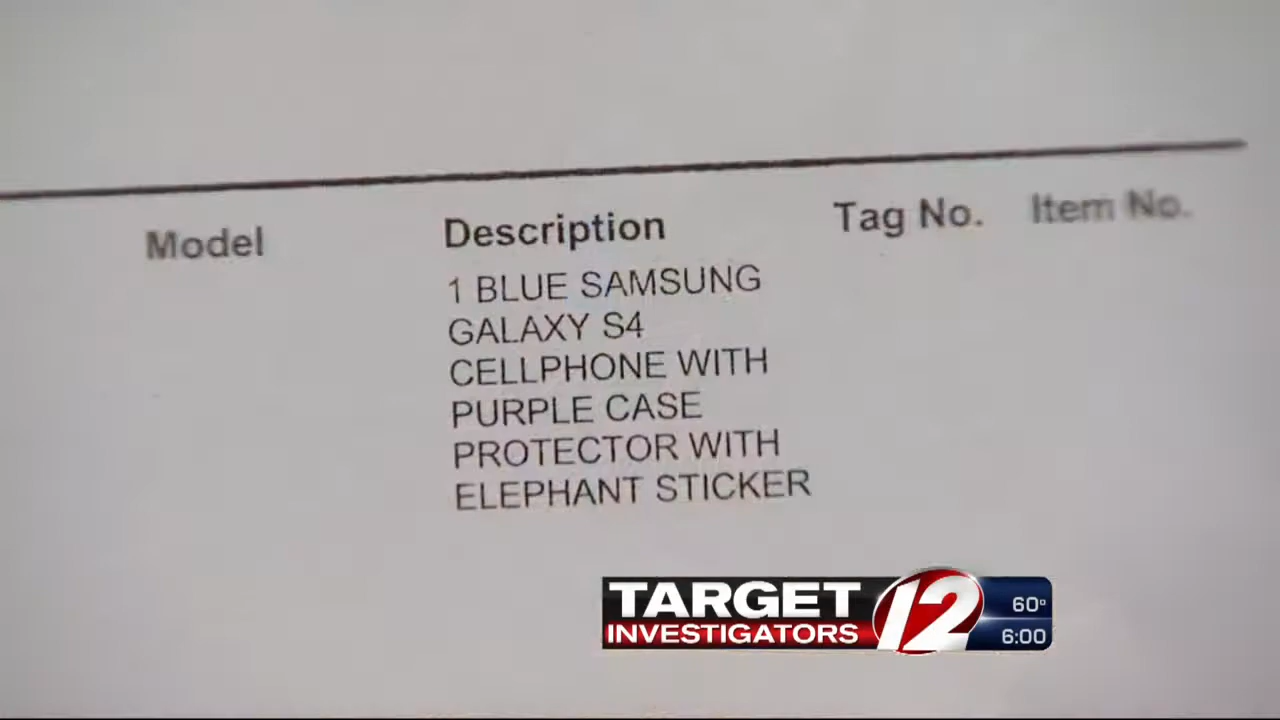 Model Description Tag No. Item No.
1 BLUE SAMSUNG
GALAXY S4
CELLPHONE WITH
PURPLE CASE
PROTECTOR WITH
ELEPHANT STICKER
TARGET 12 60°
INVESTIGATORS 6:00